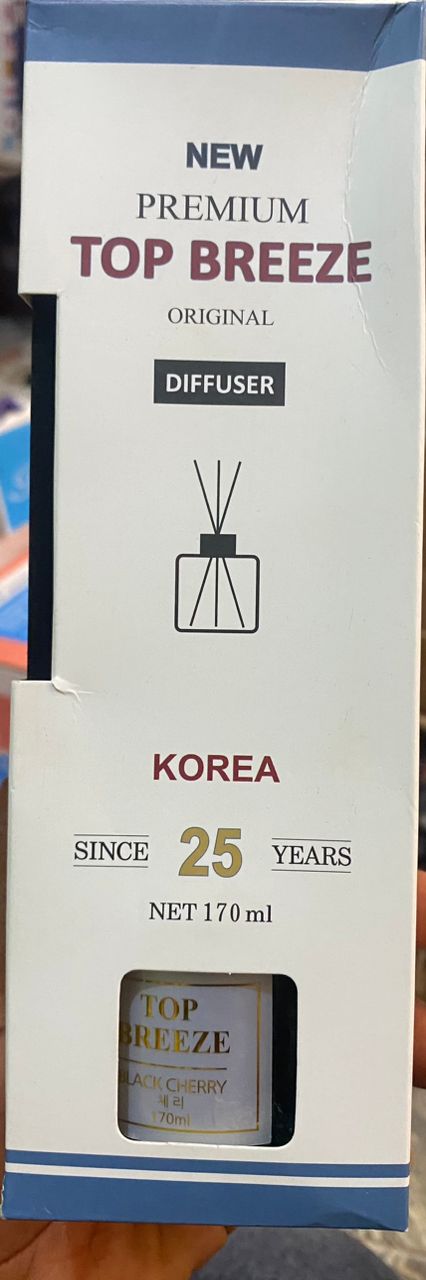 NEW
PREMIUM
TOP BREEZE
ORIGINAL
DIFFUSER
KOREA
SINCE 25 YEARS
NET 170 ml
TOP
BREEZE
BLACK CHERRY
체리
170ml